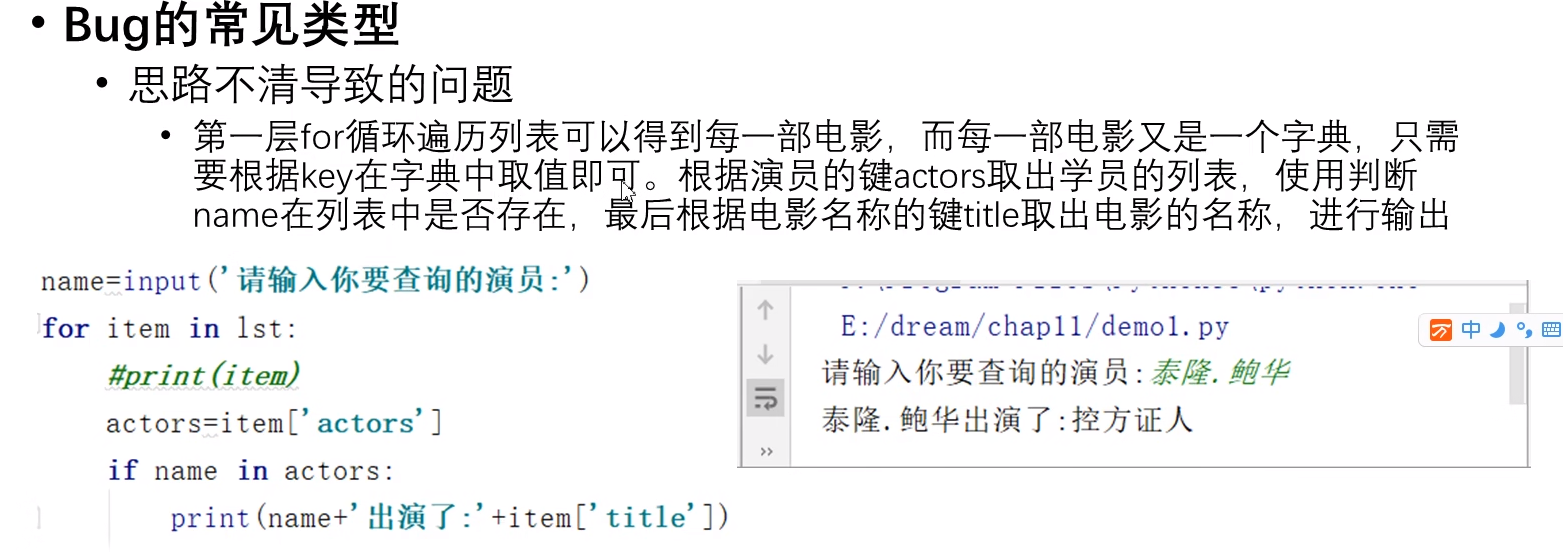 • Bug的常见类型
• 思路不清导致的问题
• 第一层for循环遍历列表可以得到每一部电影，而每一部电影又是一个字典，只需
要根据key在字典中取值即可。根据演员的键actors取出学员的列表，使用判断
name在列表中是否存在，最后根据电影名称的键title取出电影的名称，进行输出
name=input('请输入你要查询的演员:')
for item in lst:
#print(item)
actors=item['actors']
if name in actors:
print(name+'出演了:'+item['title'])
E:/dream/chap11/demo1.py
请输入你要查询的演员:泰隆.鲍华
泰隆.鲍华出演了:控方证人
中